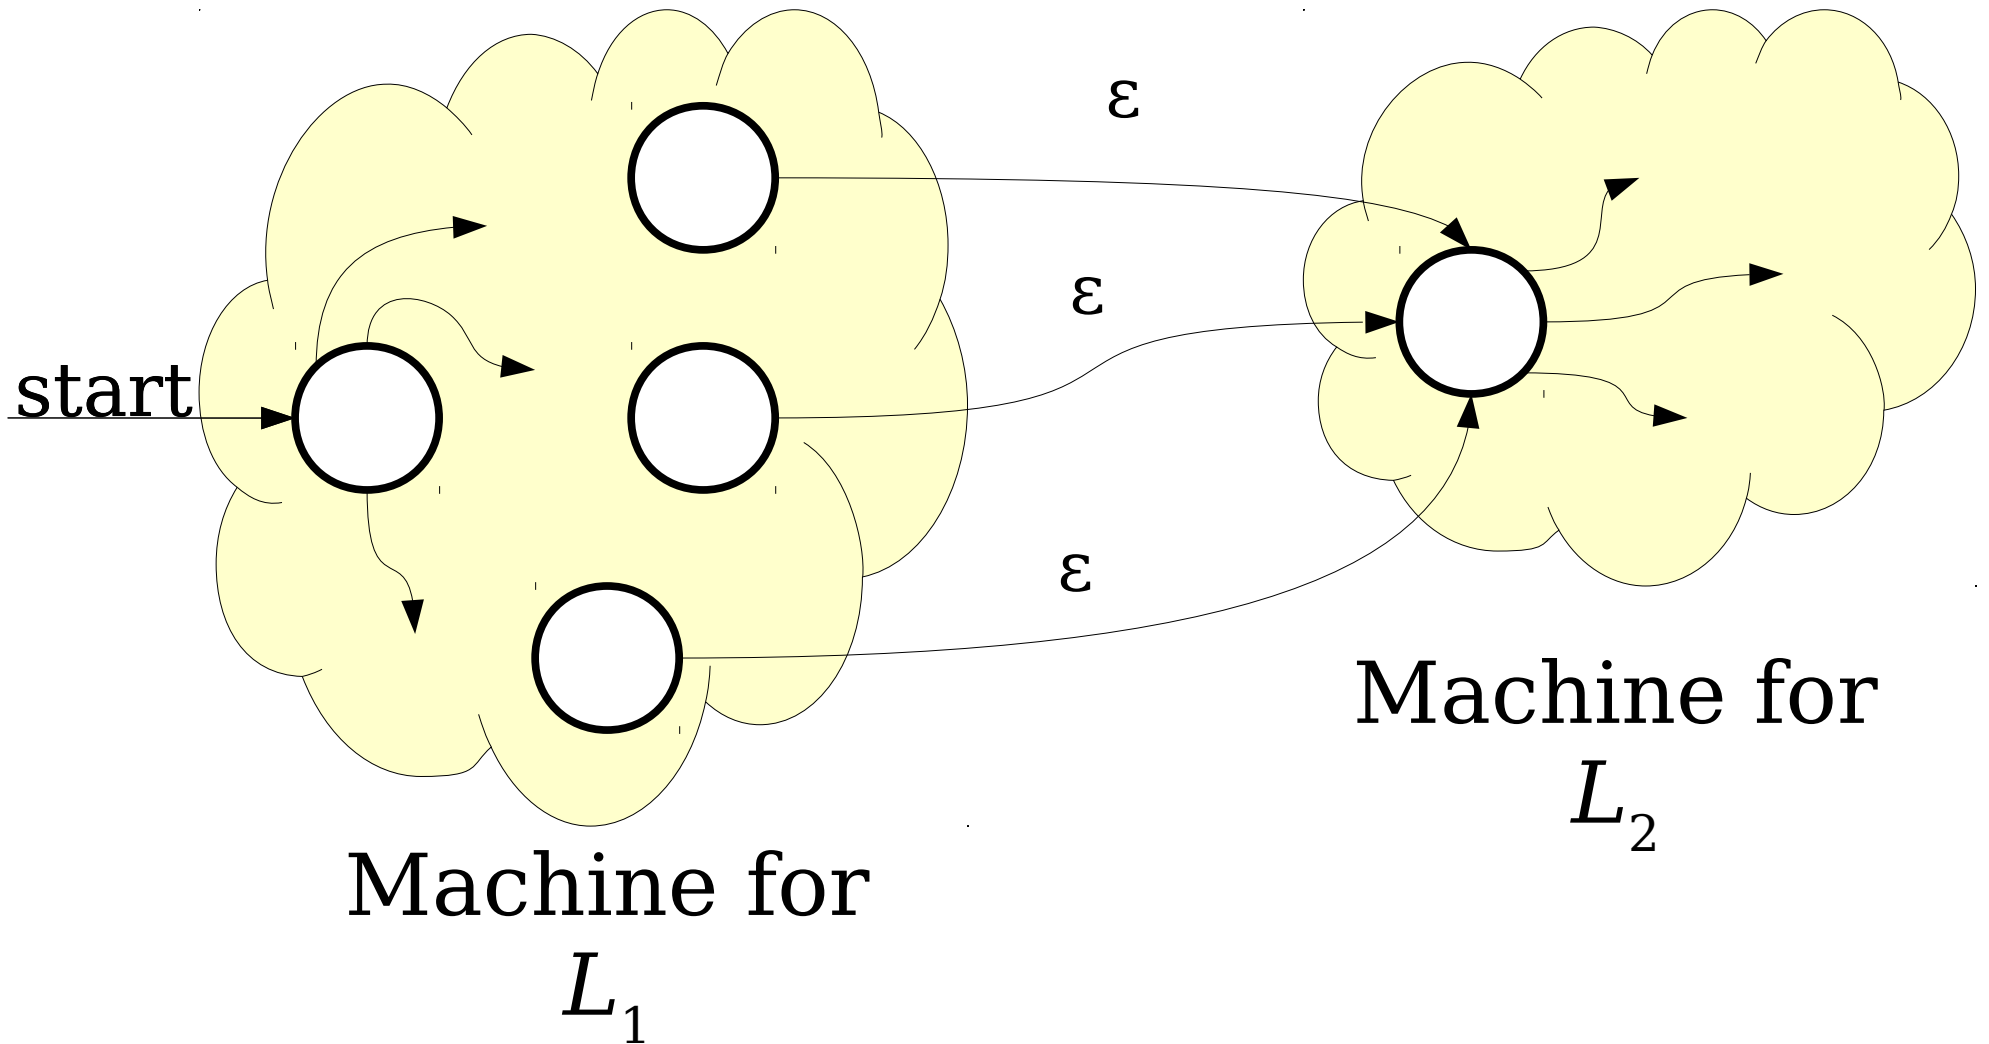 ε
ε
start
ε
Machine for
L₂
Machine for
L₁